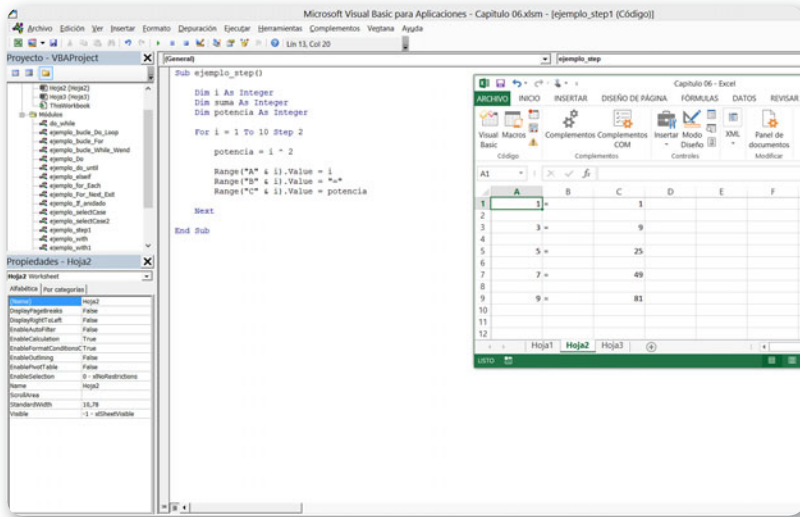 Microsoft Visual Basic para Aplicaciones - Capitulo 06.xlsm - [ejemplo_step1 (Código)]
Archivo Edición Ver Insertar Formato Depuración Ejecutar Herramientas Complementos Ventana Ayuda
Lín 13, Col 20
Proyecto - VBAProject
Hoja2 (Hoja2)
Hoja3 (Hoja3)
ThisWorkbook
Módulos
do_while
ejemplo_bucle_Do_Loop
ejemplo_bucle_For
ejemplo_bucle_While_Wend
ejemplo_Do
ejemplo_do_until
ejemplo_elseif
ejemplo_for_Each
ejemplo_For_Next_Exit
ejemplo_If_anidado
ejemplo_selectCase
ejemplo_selectCase2
ejemplo_step1
ejemplo_with
ejemplo_with1
Propiedades - Hoja2
Hoja2 Worksheet
Alfabética Por categorías
(Name) Hoja2
DisplayPageBreaks False
DisplayRightToLeft False
EnableAutoFilter False
EnableCalculation True
EnableFormatConditionsC True
EnableOutlining False
EnablePivotTable False
EnableSelection 0 - xlNoRestrictions
Name Hoja2
ScrollArea
StandardWidth 10,78
Visible -1 - xlSheetVisible
(General) ejemplo_step
Sub ejemplo_step()
Dim i As Integer
Dim suma As Integer
Dim potencia As Integer
For i = 1 To 10 Step 2
potencia = i ^ 2
Range("A" & i).Value = i
Range("B" & i).Value = "="
Range("C" & i).Value = potencia
Next
End Sub
Capitulo 06 - Excel
ARCHIVO INICIO INSERTAR DISEÑO DE PÁGINA FÓRMULAS DATOS REVISAR
Visual Basic Macros Complementos Complementos COM Insertar Modo Diseño XML Panel de documentos
Código Complementos Controles Modificar
A1 fx
A B C D E F
1 1 = 1
2
3 3 = 9
4
5 5 = 25
6
7 7 = 49
8
9 9 = 81
10
11
12
Hoja1 Hoja2 Hoja3
LISTO